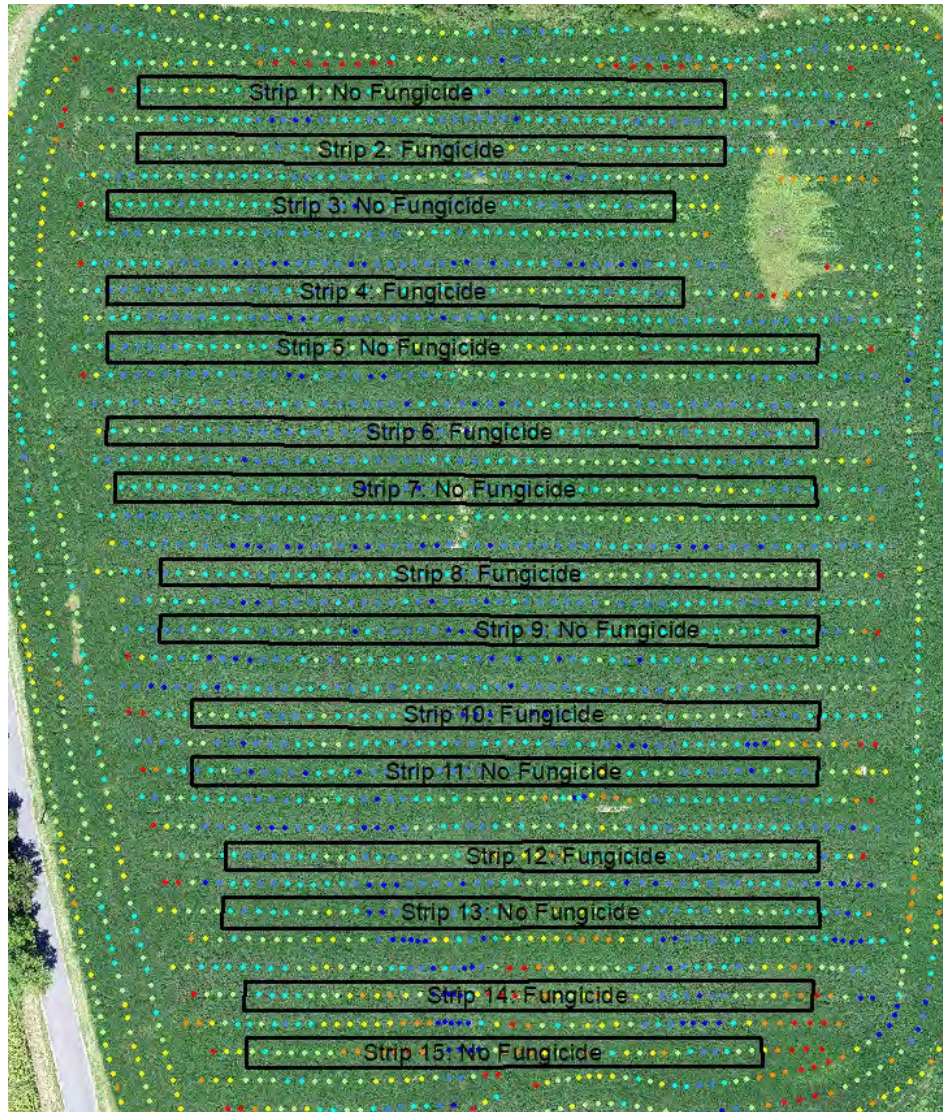 Strip 1: No Fungicide
Strip 2: Fungicide
Strip 3: No Fungicide
Strip 4: Fungicide
Strip 5: No Fungicide
Strip 6: Fungicide
Strip 7: No Fungicide
Strip 8: Fungicide
Strip 9: No Fungicide
Strip 10: Fungicide
Strip 11: No Fungicide
Strip 12: Fungicide
Strip 13: No Fungicide
Strip 14: Fungicide
Strip 15: No Fungicide